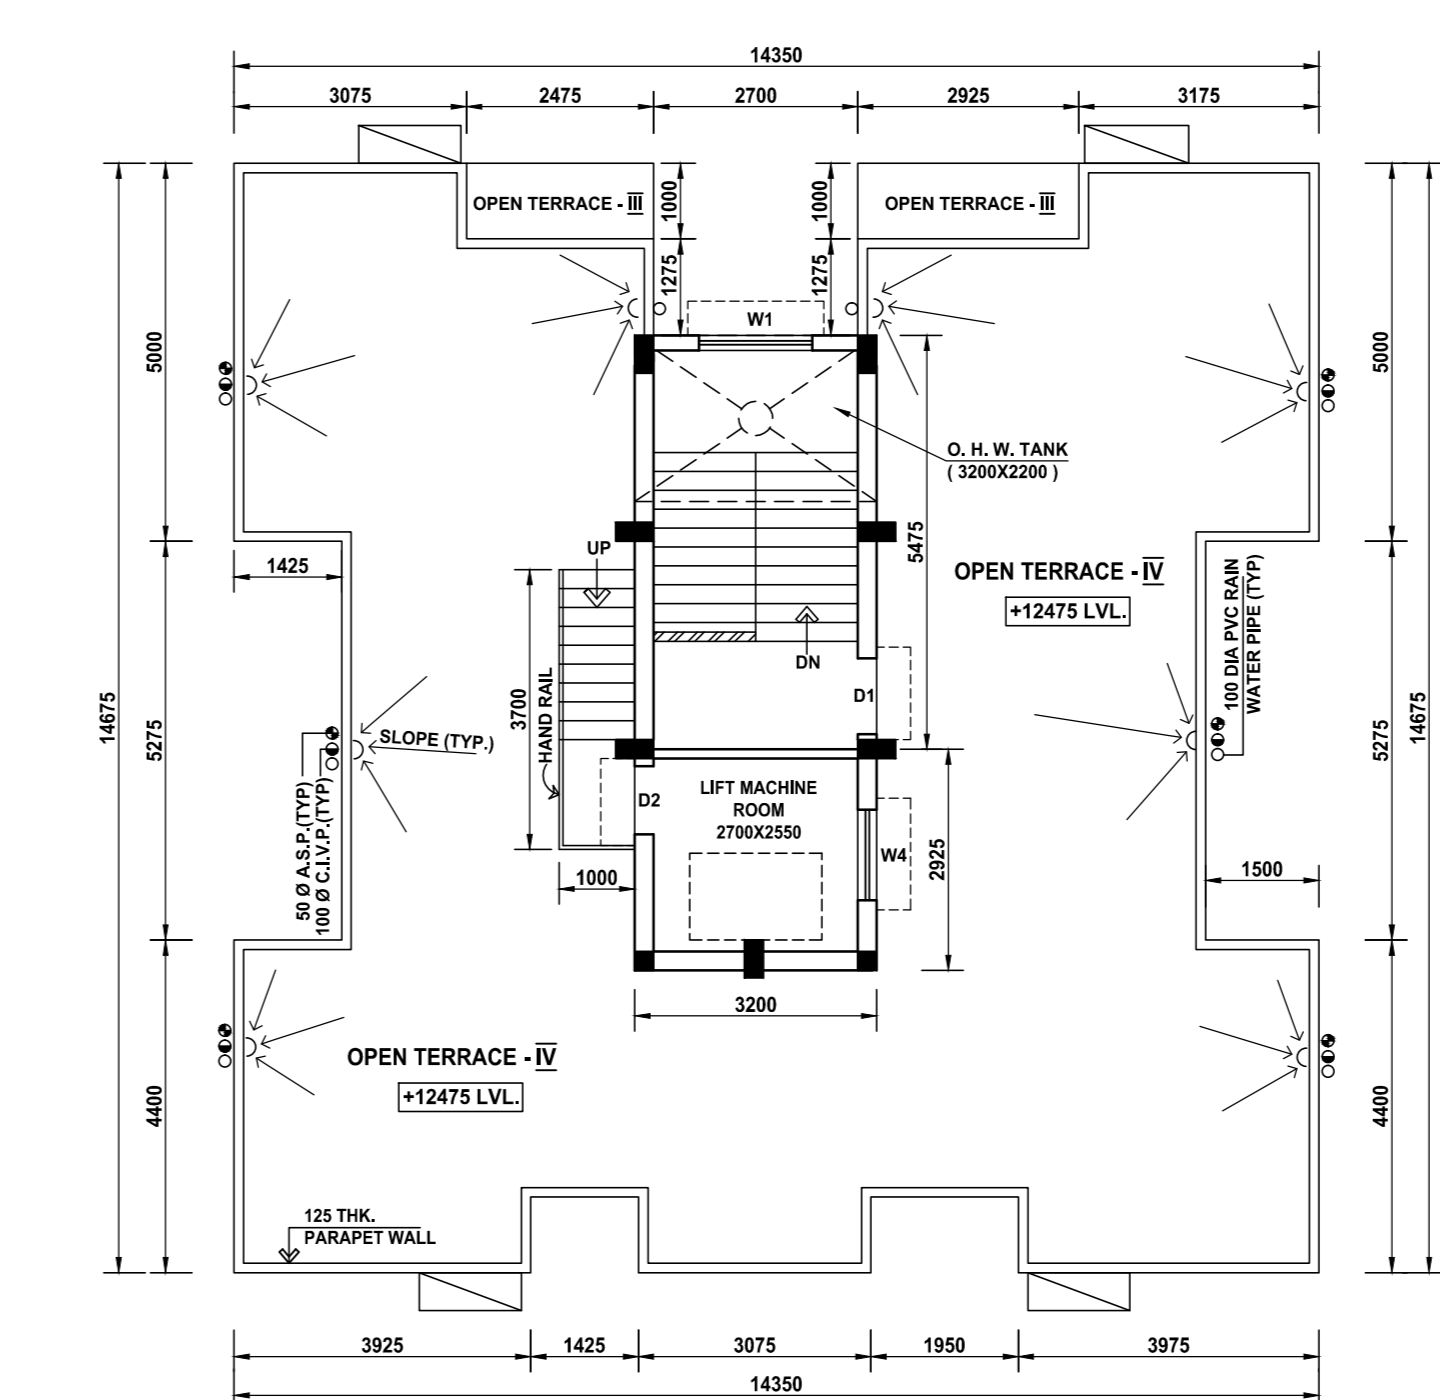 14350
3075
2475
2700
2925
3175
OPEN TERRACE - III
1000
1000
OPEN TERRACE - III
1275
1275
W1
5000
5000
O. H. W. TANK
( 3200X2200 )
5475
UP
1425
OPEN TERRACE - IV
+12475 LVL.
100 DIA PVC RAIN
WATER PIPE (TYP)
DN
D1
14675
5275
3700
HAND RAIL
SLOPE (TYP.)
5275
14675
50 Ø A.S.P.(TYP)
100 Ø C.I.V.P.(TYP)
D2
LIFT MACHINE
ROOM
2700X2550
W4
2925
1000
1500
3200
OPEN TERRACE - IV
+12475 LVL.
4400
4400
125 THK.
PARAPET WALL
3925
1425
3075
1950
3975
14350